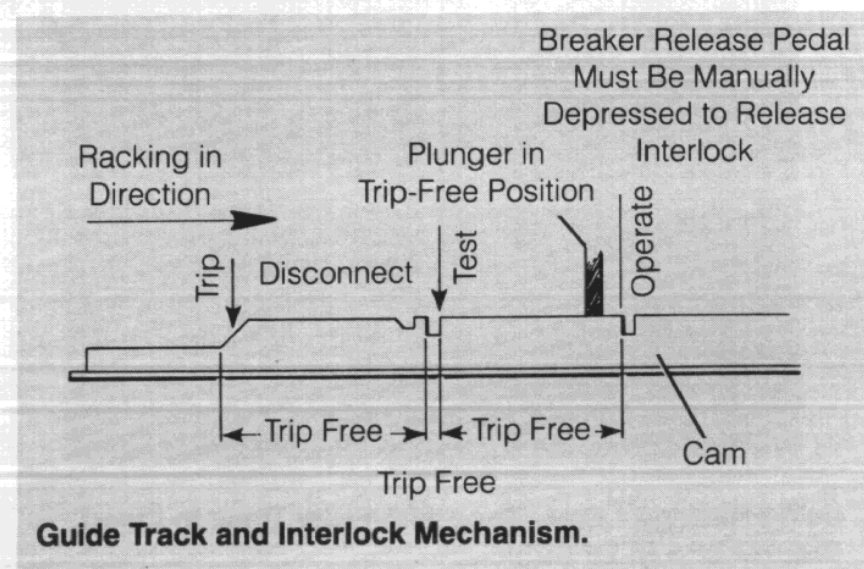 Breaker Release Pedal
Must Be Manually
Depressed to Release
Interlock
Racking in
Direction
Plunger in
Trip-Free Position
Trip
Disconnect
Test
Operate
Trip Free
Trip Free
Cam
Trip Free
Guide Track and Interlock Mechanism.